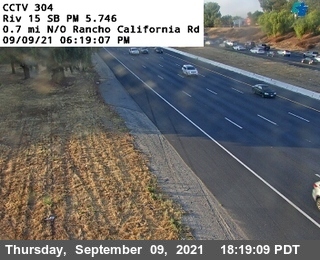 CCTV 304
Riv 15 SB PM 5.746
0.7 mi N/O Rancho California Rd
09/09/21 06:19:07 PM
Thursday, September 09, 2021 18:19:09 PDT